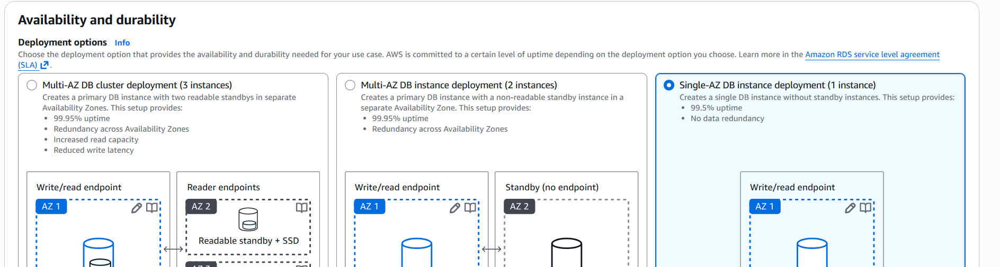 Availability and durability
Deployment options Info
Choose the deployment option that provides the availability and durability needed for your use case. AWS is committed to a certain level of uptime depending on the deployment option you choose. Learn more in the Amazon RDS service level agreement
(SLA) .
Multi-AZ DB cluster deployment (3 instances)
Creates a primary DB instance with two readable standbys in separate
Availability Zones. This setup provides:
• 99.95% uptime
• Redundancy across Availability Zones
• Increased read capacity
• Reduced write latency
Write/read endpoint
AZ 1
Reader endpoints
AZ 2
Readable standby + SSD
Multi-AZ DB instance deployment (2 instances)
Creates a primary DB instance with a non-readable standby instance in a
separate Availability Zone. This setup provides:
• 99.95% uptime
• Redundancy across Availability Zones
Write/read endpoint
AZ 1
Standby (no endpoint)
AZ 2
Single-AZ DB instance deployment (1 instance)
Creates a single DB instance without standby instances. This setup provides:
• 99.5% uptime
• No data redundancy
Write/read endpoint
AZ 1